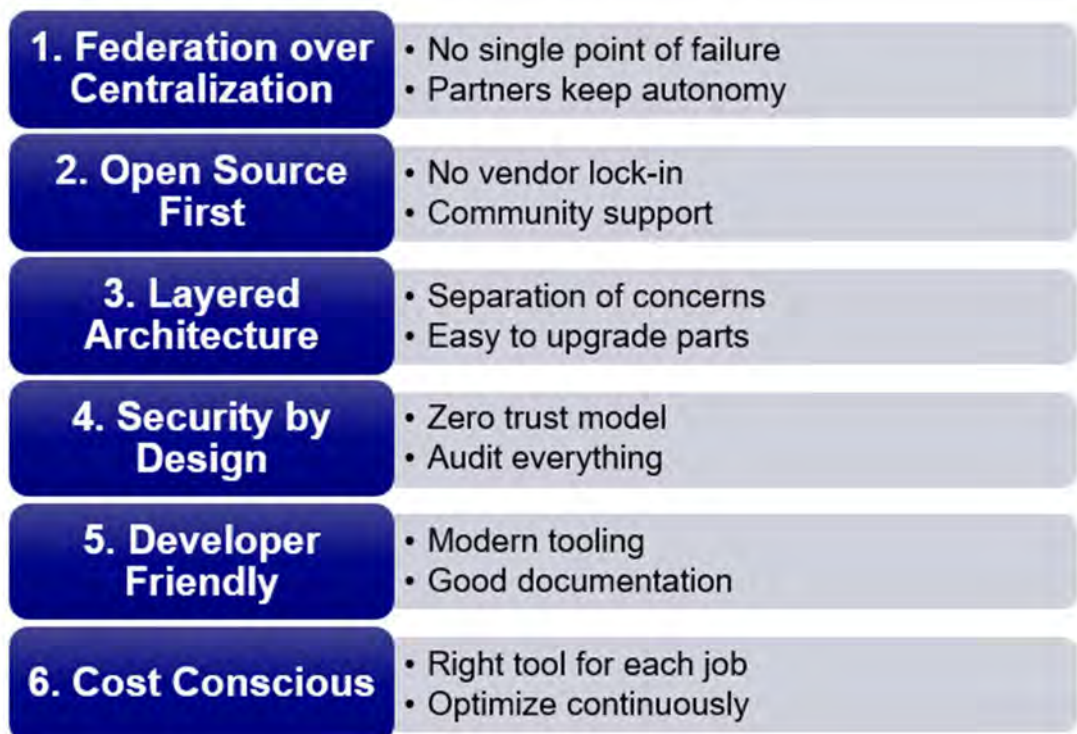 1. Federation over
Centralization
• No single point of failure
• Partners keep autonomy
2. Open Source
First
• No vendor lock-in
• Community support
3. Layered
Architecture
• Separation of concerns
• Easy to upgrade parts
4. Security by
Design
• Zero trust model
• Audit everything
5. Developer
Friendly
• Modern tooling
• Good documentation
6. Cost Conscious
• Right tool for each job
• Optimize continuously